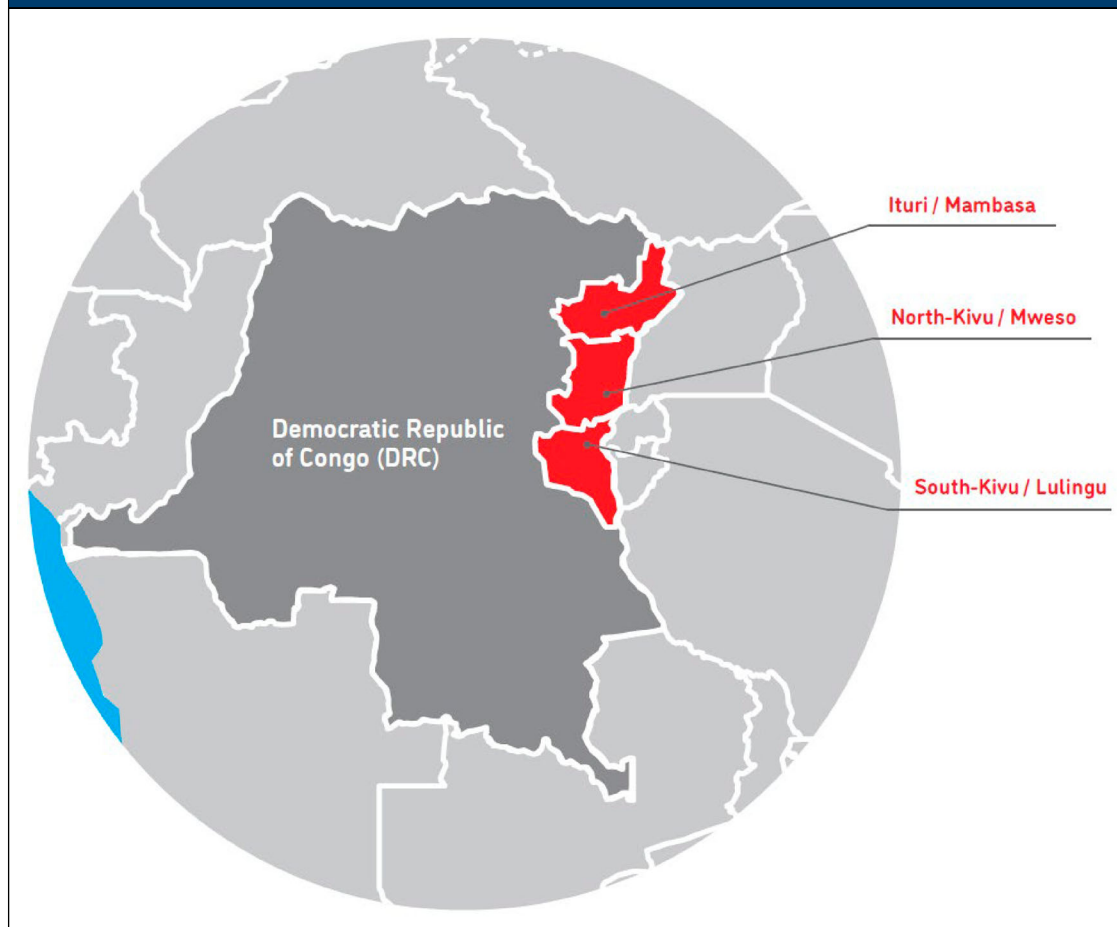 Ituri / Mambasa
North-Kivu / Mweso
Democratic Republic
of Congo (DRC)
South-Kivu / Lulingu